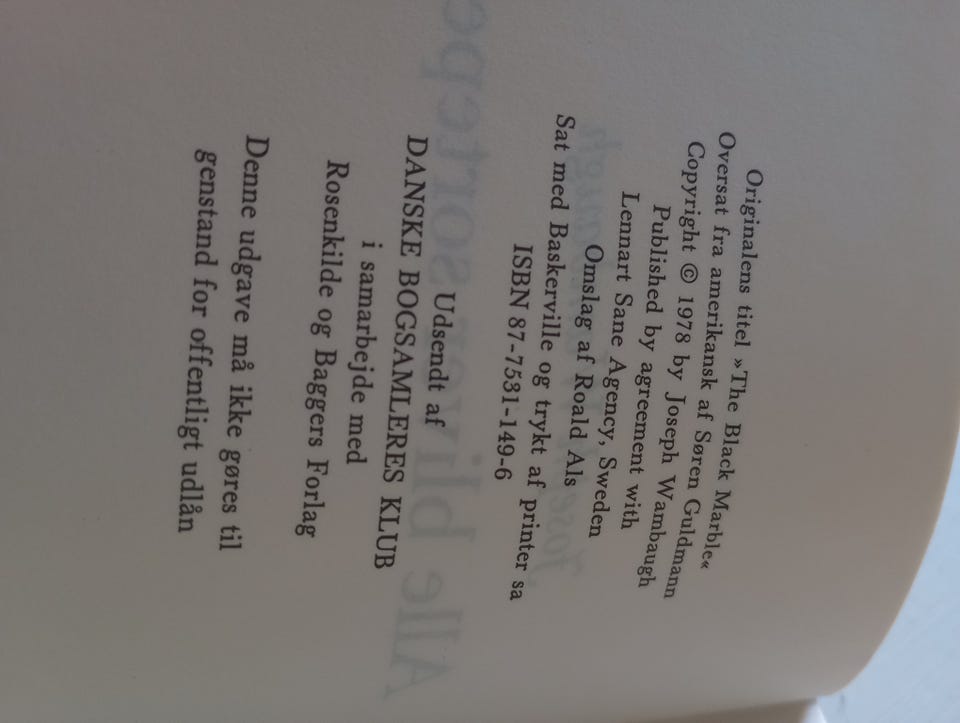 Originalens titel »The Black Marble«
Oversat fra amerikansk af Søren Guldmann
Copyright © 1978 by Joseph Wambaugh
Published by agreement with
Lennart Sane Agency, Sweden
Omslag af Roald Als
Sat med Baskerville og trykt af printer sa
ISBN 87-7531-149-6
Udsendt af
DANSKE BOGSAMLERES KLUB
i samarbejde med
Rosenkilde og Baggers Forlag
Denne udgave må ikke gøres til
genstand for offentligt udlån